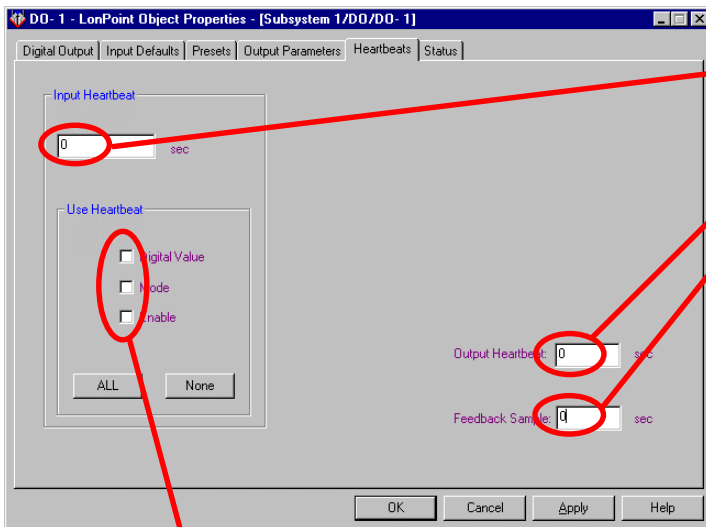 DO- 1 - LonPoint Object Properties - [Subsystem 1/DO/DO- 1]
Digital Output Input Defaults Presets Output Parameters Heartbeats Status
Input Heartbeat
0 sec
Use Heartbeat
Digital Value
Mode
Enable
ALL None
Output Heartbeat: 0 sec
Feedback Sample: 0 sec
OK Cancel Apply Help